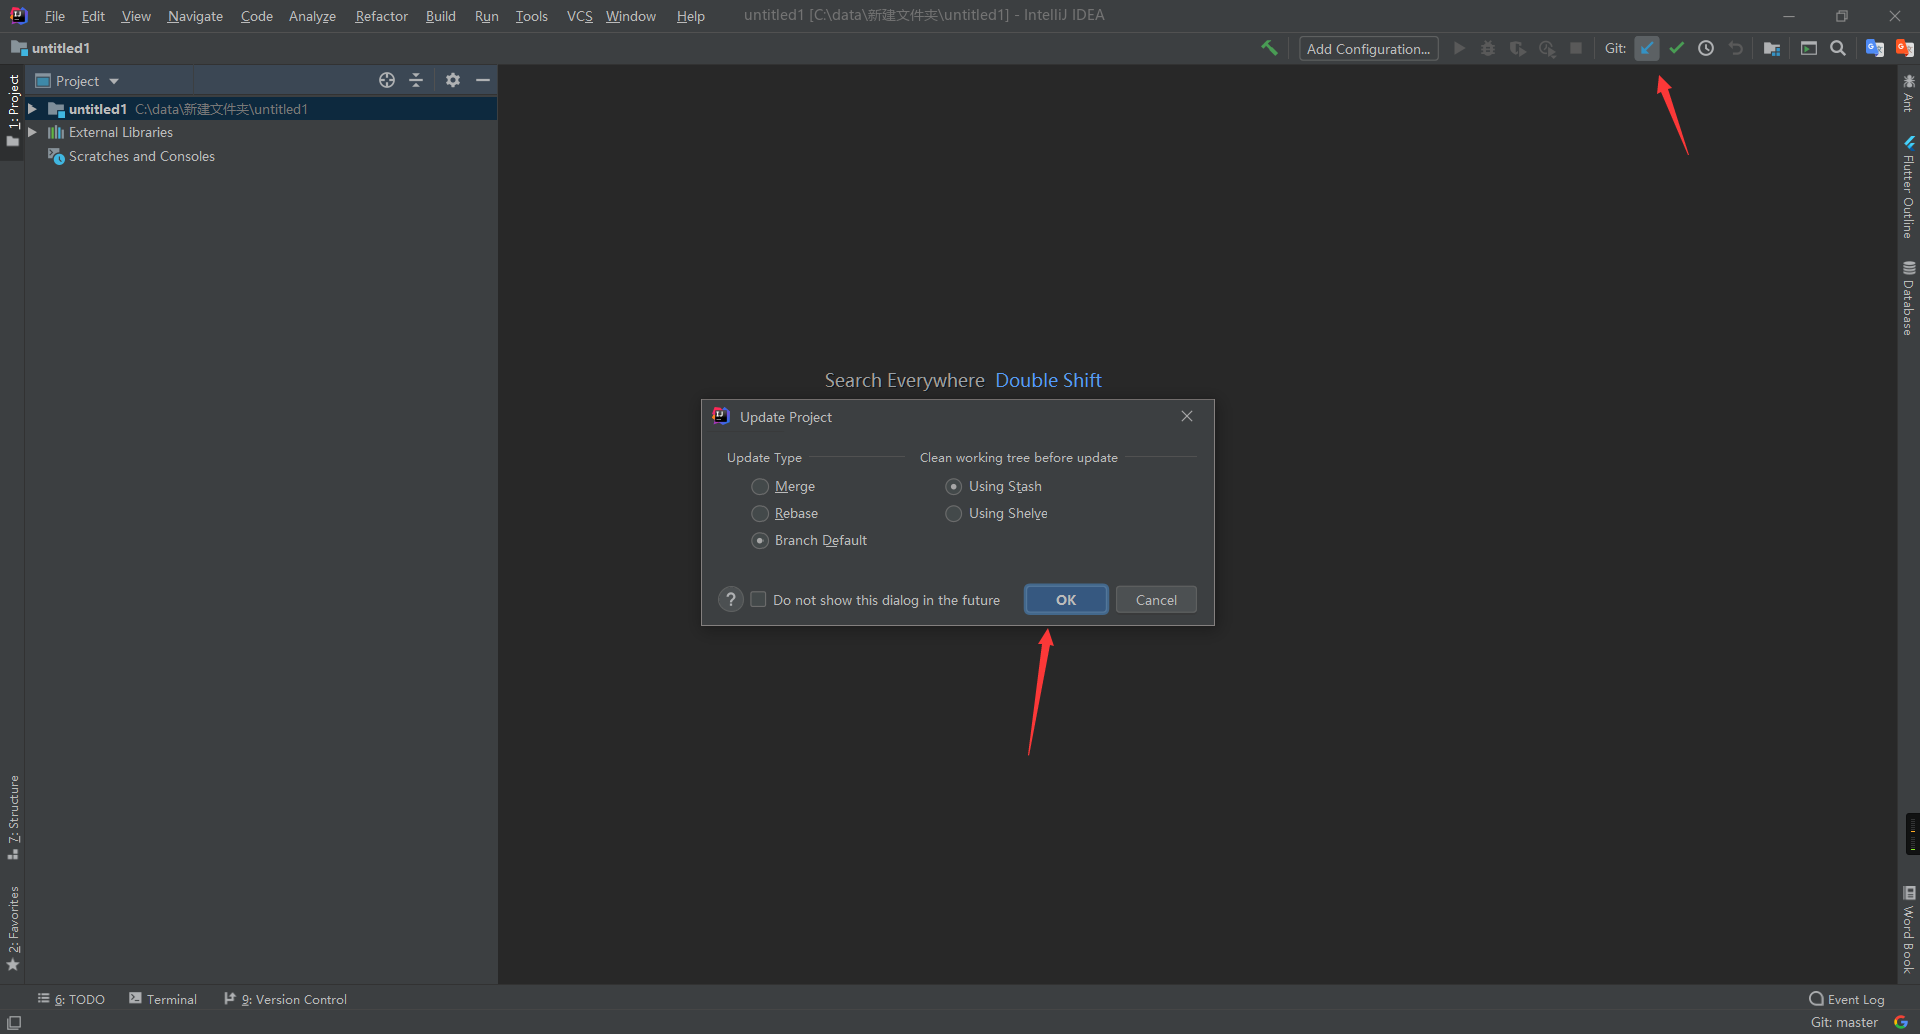 File Edit View Navigate Code Analyze Refactor Build Run Tools VCS Window Help untitled1 [C:\data\新建文件夹\untitled1] - IntelliJ IDEA
untitled1 Add Configuration... Git:
1: Project
Project
untitled1 C:\data\新建文件夹\untitled1
External Libraries
Scratches and Consoles
Ant
Flutter Outline
Database
Search Everywhere Double Shift
Update Project
Update Type Clean working tree before update
Merge Using Stash
Rebase Using Shelve
Branch Default
? Do not show this dialog in the future OK Cancel
7: Structure
2: Favorites
Word Book
6: TODO Terminal 9: Version Control Event Log
Git: master